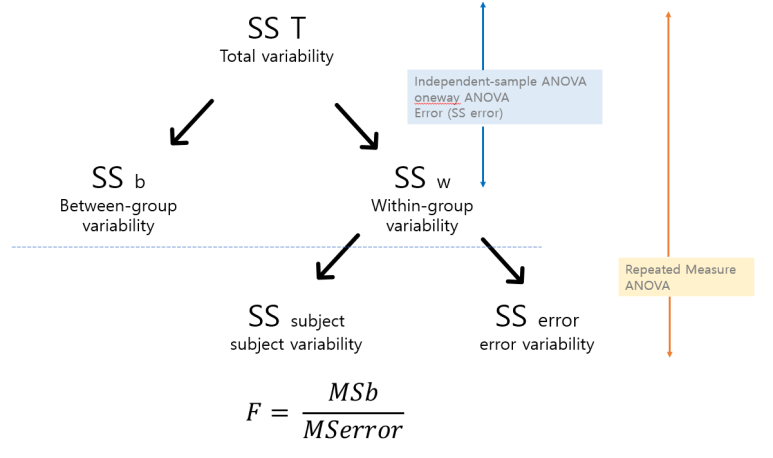 SS T
Total variability
Independent-sample ANOVA
oneway ANOVA
Error (SS error)
SS b
Between-group
variability
SS w
Within-group
variability
Repeated Measure
ANOVA
SS subject
subject variability
SS error
error variability
F = MSb / MSerror